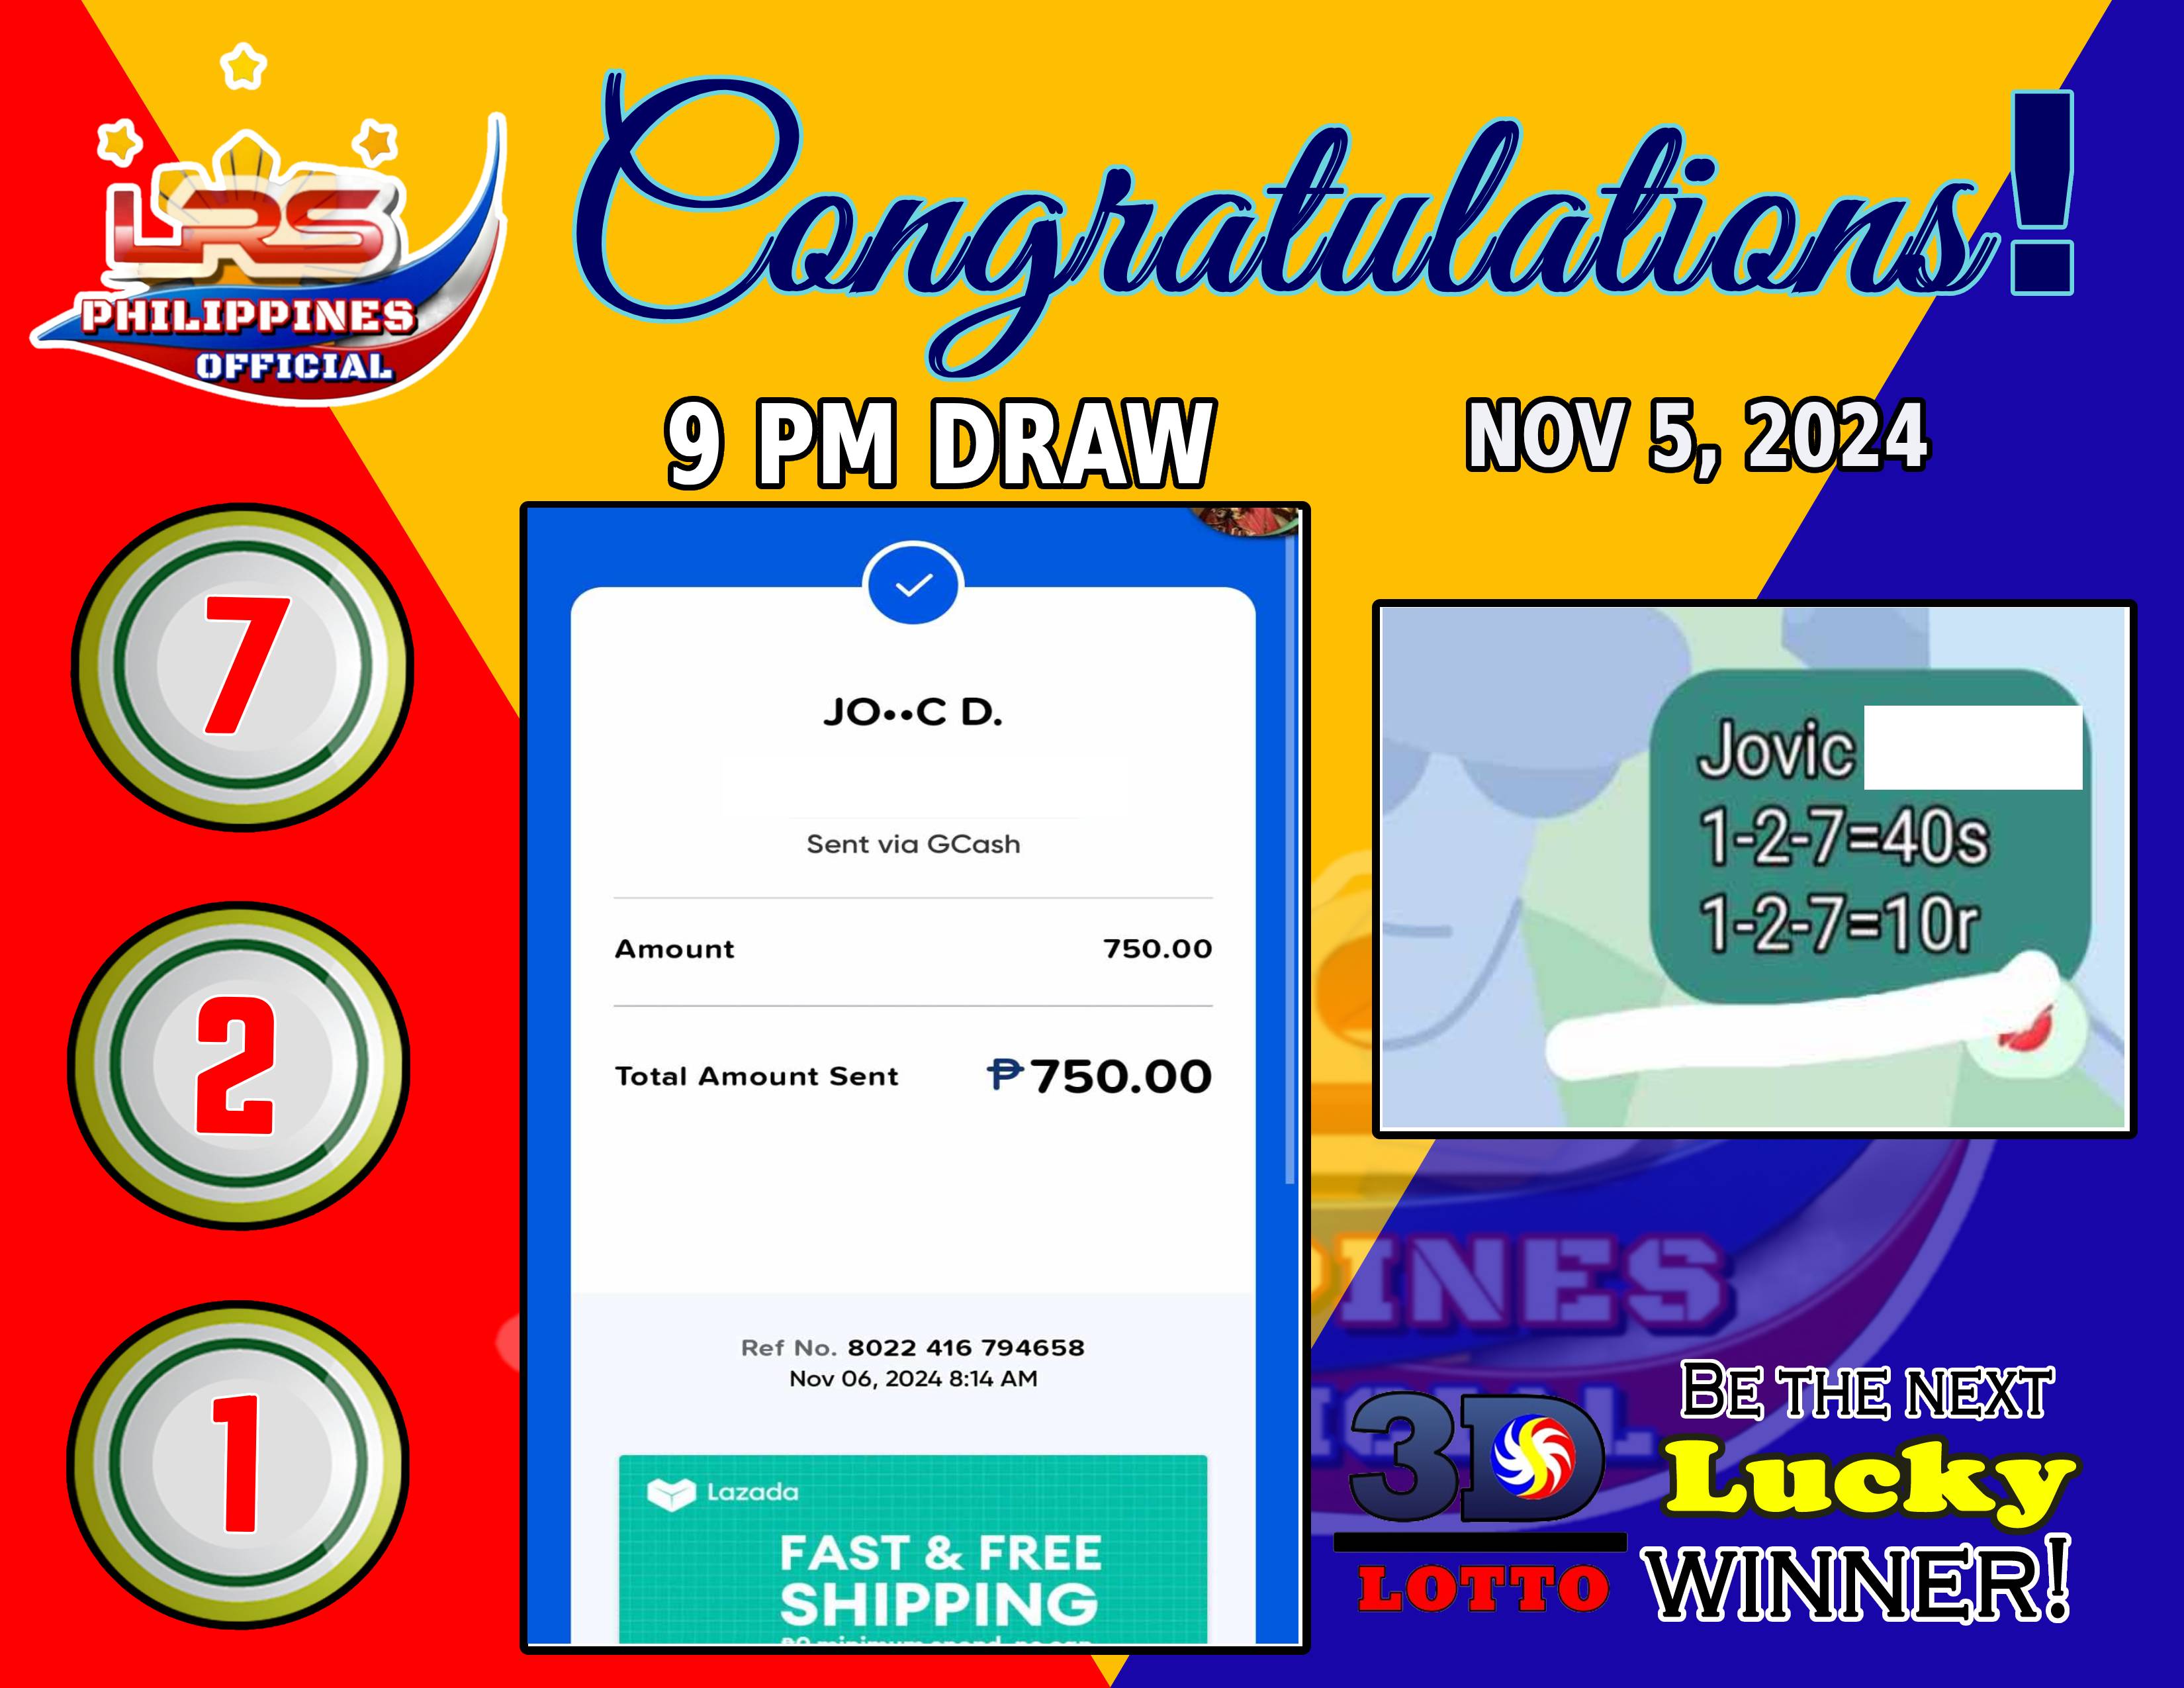 LRS
PHILIPPINES
OFFICIAL
Congratulations!
9 PM DRAW
NOV 5, 2024
7
2
1
JO••C D.
Sent via GCash
Amount 750.00
Total Amount Sent ₱750.00
Ref No. 8022 416 794658
Nov 06, 2024 8:14 AM
Lazada
FAST & FREE
SHIPPING
Jovic
1-2-7=40s
1-2-7=10r
PINES
3D
LOTTO
BE THE NEXT
Lucky
WINNER!